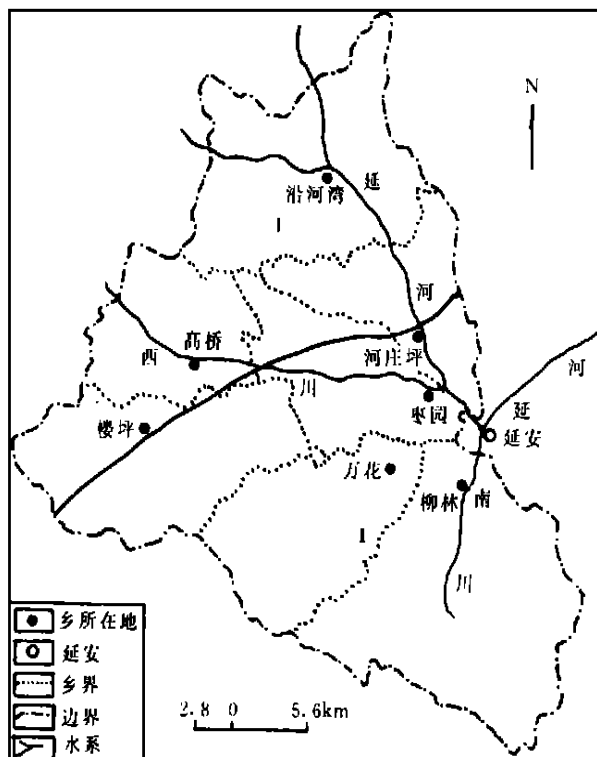 N
沿河湾
延
I
河
高桥
西
河庄坪
河
川
枣园
延
楼坪
延安
万花
柳林
南
I
川
乡所在地
延安
乡界
边界
水系
2.8 0 5.6km